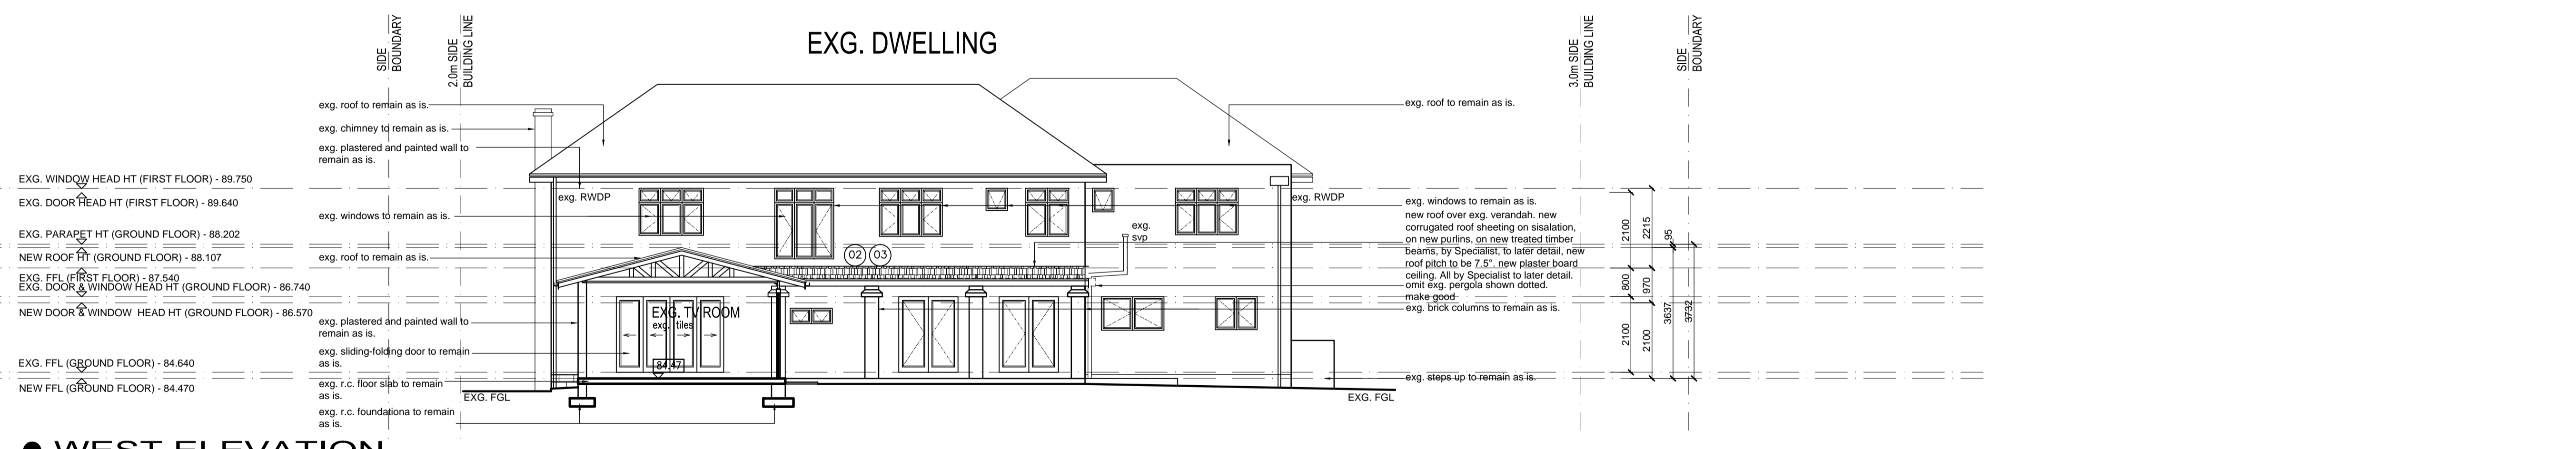 EXG. DWELLING
SIDE
BOUNDARY
2.0m SIDE
BUILDING LINE
3.0m SIDE
BUILDING LINE
SIDE
BOUNDARY
EXG. WINDOW HEAD HT (FIRST FLOOR) - 89.750
EXG. DOOR HEAD HT (FIRST FLOOR) - 89.640
EXG. PARAPET HT (GROUND FLOOR) - 88.202
NEW ROOF HT (GROUND FLOOR) - 88.107
EXG. FFL (FIRST FLOOR) - 87.540
EXG. DOOR & WINDOW HEAD HT (GROUND FLOOR) - 86.740
NEW DOOR & WINDOW HEAD HT (GROUND FLOOR) - 86.570
EXG. FFL (GROUND FLOOR) - 84.640
NEW FFL (GROUND FLOOR) - 84.470
exg. roof to remain as is.
exg. chimney to remain as is.
exg. plastered and painted wall to
remain as is.
exg. windows to remain as is.
exg. roof to remain as is.
exg. plastered and painted wall to
remain as is.
exg. sliding-folding door to remain
as is.
exg. r.c. floor slab to remain
as is.
exg. r.c. foundationa to remain
as is.
exg. RWDP
exg. RWDP
exg.
svp
02
03
EXG. TV ROOM
exg. tiles
84.47
EXG. FGL
EXG. FGL
exg. roof to remain as is.
exg. windows to remain as is.
new roof over exg. verandah. new
corrugated roof sheeting on sisalation,
on new purlins, on new treated timber
beams, by Specialist, to later detail, new
roof pitch to be 7.5°. new plaster board
ceiling. All by Specialist to later detail.
omit exg. pergola shown dotted.
make good
exg. brick columns to remain as is.
exg. steps up to remain as is.
2100
2215
95
800
970
3637
3732
2100
2100
WEST ELEVATION